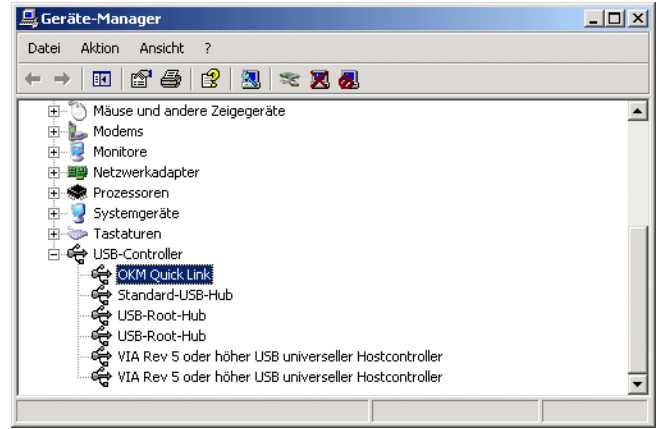 Geräte-Manager
Datei Aktion Ansicht ?
Mäuse und andere Zeigegeräte
Modems
Monitore
Netzwerkadapter
Prozessoren
Systemgeräte
Tastaturen
USB-Controller
OKM Quick Link
Standard-USB-Hub
USB-Root-Hub
USB-Root-Hub
VIA Rev 5 oder höher USB universeller Hostcontroller
VIA Rev 5 oder höher USB universeller Hostcontroller